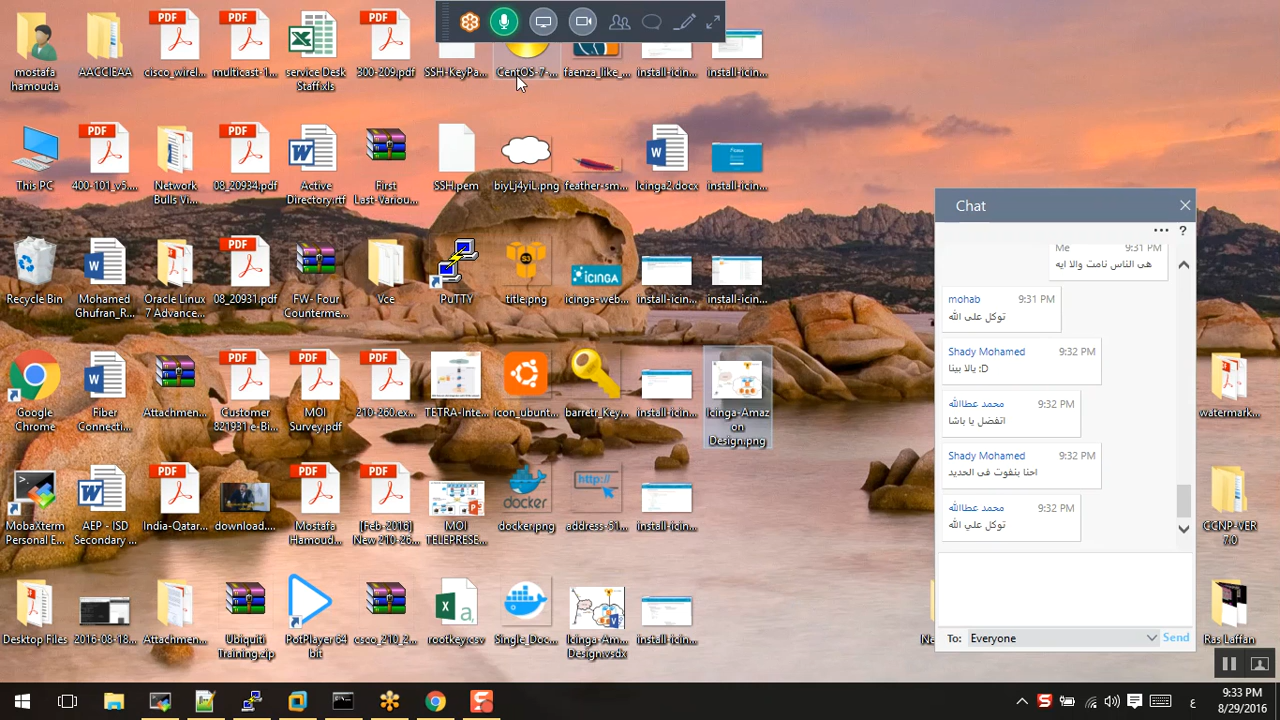 mostafa
hamouda
AACCIEAA
cisco_wirel...
multicast-1...
service Desk
Staff.xls
300-209.pdf
SSH-KeyPa...
CentOS-7-...
faenza_like_...
install-icin...
install-icin...
This PC
400-101_v5....
Network
Bulls Vi...
08_20934.pdf
Active
Directory.rtf
First
Last-Variou...
SSH.pem
biyLj4yiL.png
feather-sm...
Icinga2.docx
install-icin...
Recycle Bin
Mohamed
Ghufran_R...
Oracle Linux
7 Advance...
08_20931.pdf
FW- Four
Counterme...
Vce
PuTTY
title.png
icinga-web...
install-icin...
install-icin...
Google
Chrome
Fiber
Connecti...
Attachmen...
Customer
821931 e-Bi...
MOI
Survey.pdf
210-260.ex...
TETRA-Inte...
icon_ubunt...
barretr_Key...
install-icin...
Icinga-Amaz
on
Design.png
watermark...
MobaXterm
Personal E...
AEP - ISD
Secondary ...
India-Qatar...
download....
Mostafa
Hamoud...
[Feb-2016]
New 210-26...
MOI
TELEPRESE...
docker.png
address-51...
install-icin...
CCNP-VER
7.0
Desktop Files
2016-08-18...
Attachmen...
Ubiquiti
Training.zip
PotPlayer 64
bit
csco_210_2...
rootkey.csv
Single_Doc...
Icinga-Am...
Design.vsdx
install-icin...
Ras Laffan
Chat
Me 9:31 PM
هى الناس نامت والا ايه
mohab 9:31 PM
توكل على الله
Shady Mohamed 9:32 PM
يالا بينا :D
محمد عطاالله 9:32 PM
اتفضل يا باشا
Shady Mohamed 9:32 PM
احنا بنفوت فى الحديد
محمد عطاالله 9:32 PM
توكل على الله
To: Everyone Send
9:33 PM
8/29/2016